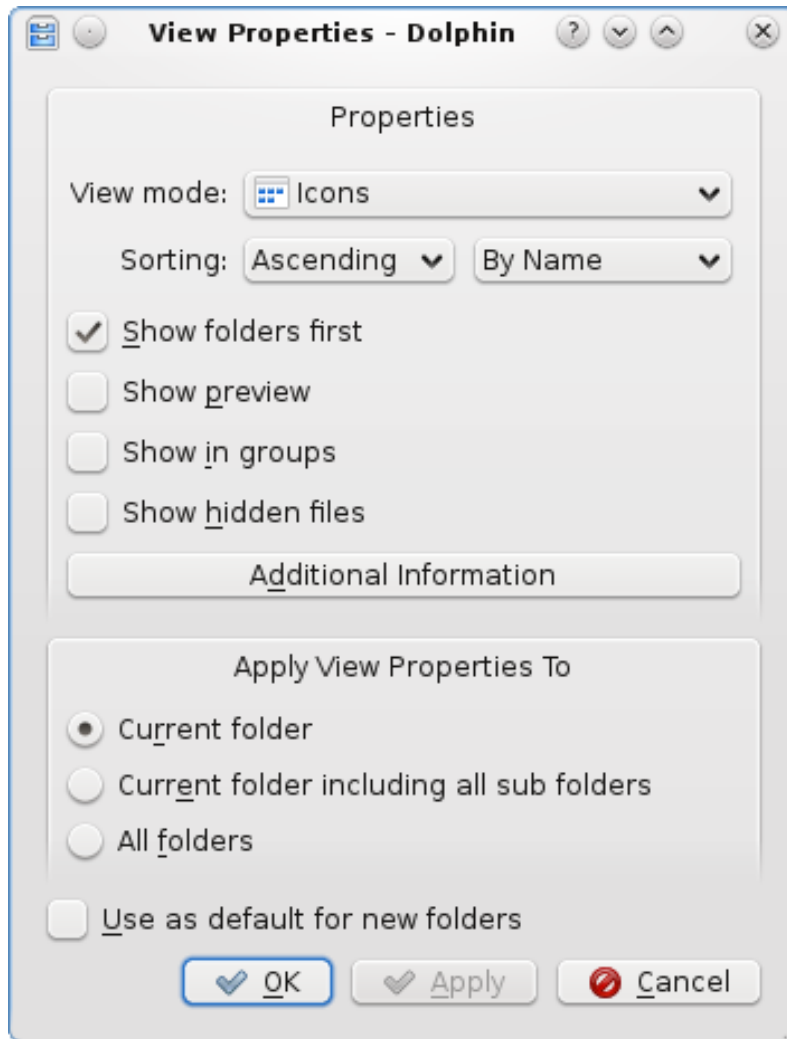 View Properties - Dolphin
Properties
View mode: Icons
Sorting: Ascending By Name
Show folders first
Show preview
Show in groups
Show hidden files
Additional Information
Apply View Properties To
Current folder
Current folder including all sub folders
All folders
Use as default for new folders
OK Apply Cancel